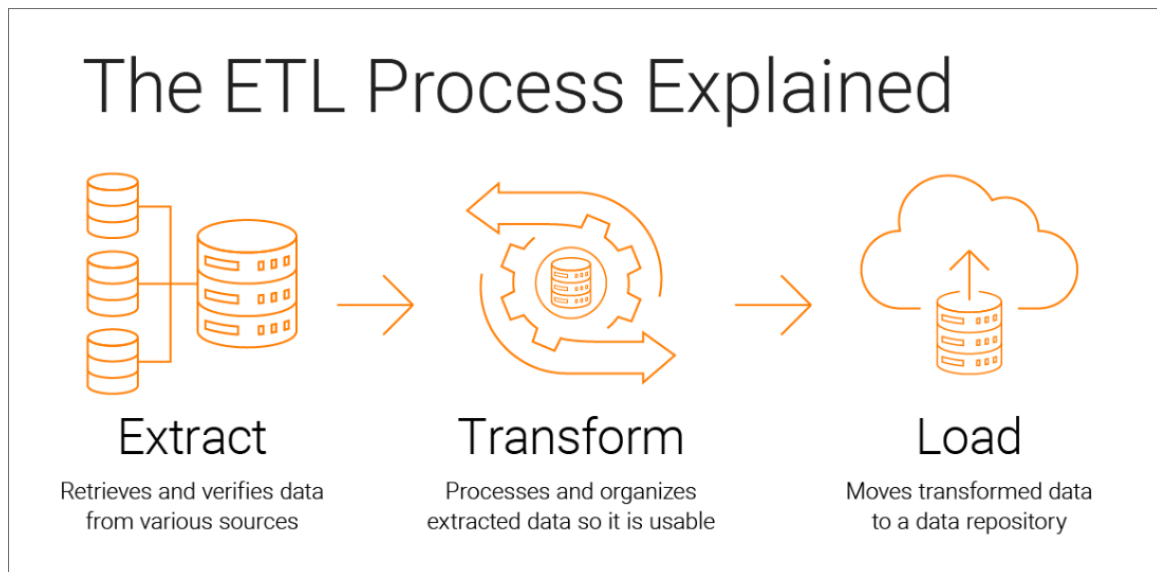 The ETL Process Explained
Extract
Retrieves and verifies data
from various sources
Transform
Processes and organizes
extracted data so it is usable
Load
Moves transformed data
to a data repository